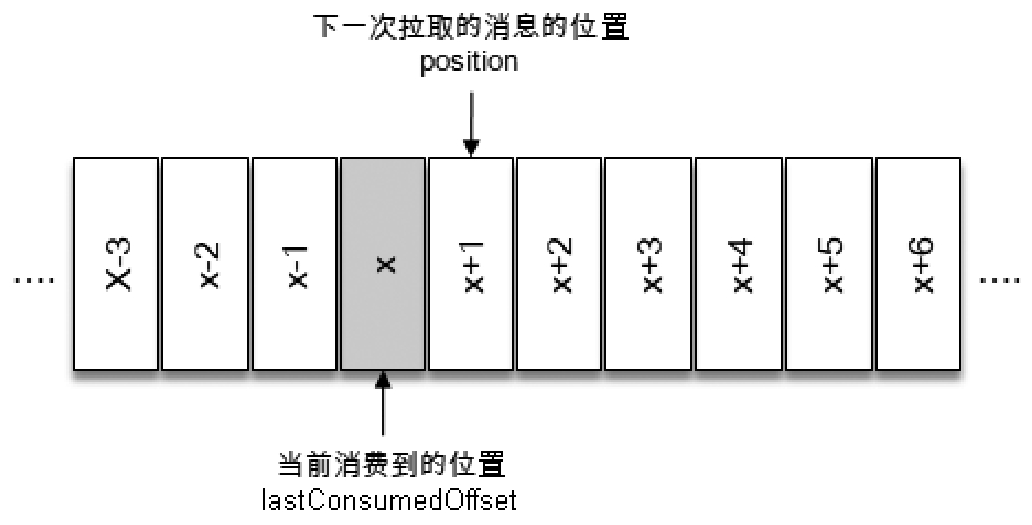 下一次拉取的消息的位置
position
.... X-3 x-2 x-1 x x+1 x+2 x+3 x+4 x+5 x+6 ....
当前消费到的位置
lastConsumedOffset